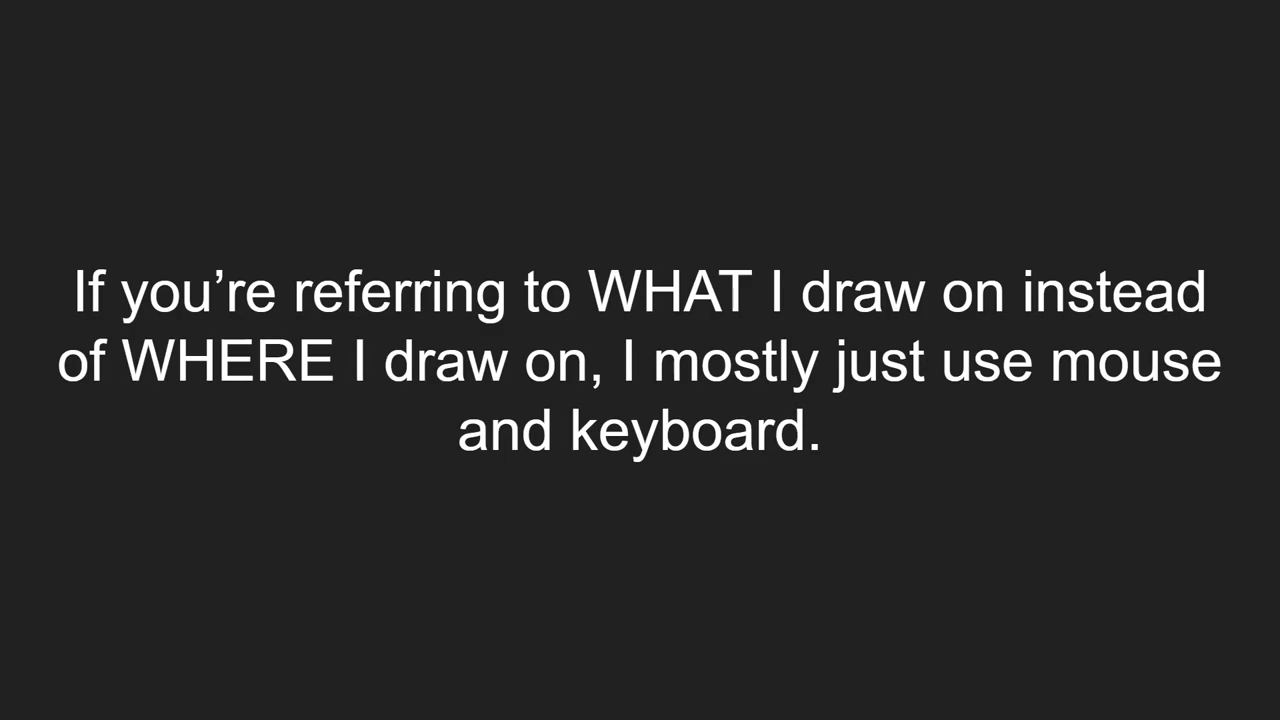 If you’re referring to WHAT I draw on instead
of WHERE I draw on, I mostly just use mouse
and keyboard.